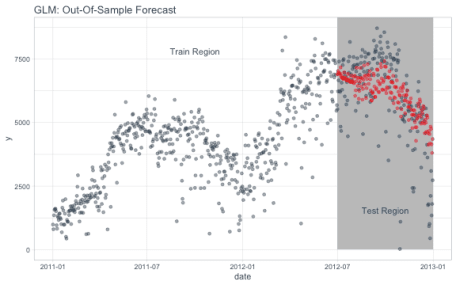 GLM: Out-Of-Sample Forecast
Train Region
7500
5000
y
2500
Test Region
0
2011-01
2011-07
2012-01
2012-07
2013-01
date